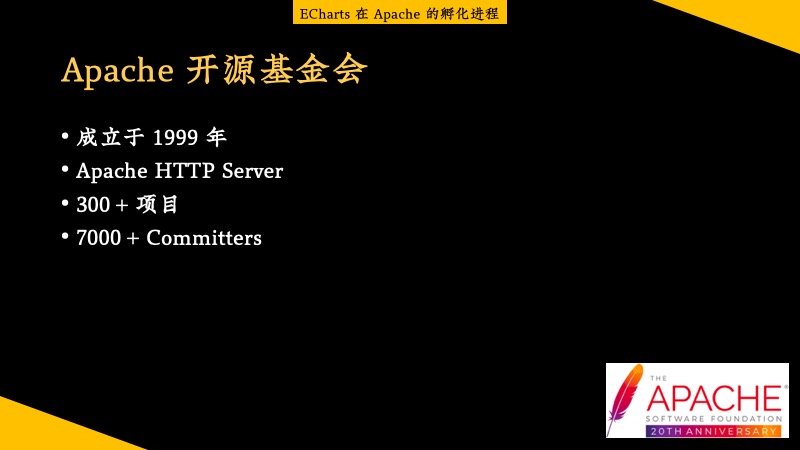 ECharts 在 Apache 的孵化进程
Apache 开源基金会
• 成立于 1999 年
• Apache HTTP Server
• 300 + 项目
• 7000 + Committers
THE
APACHE®
SOFTWARE FOUNDATION
20TH ANNIVERSARY